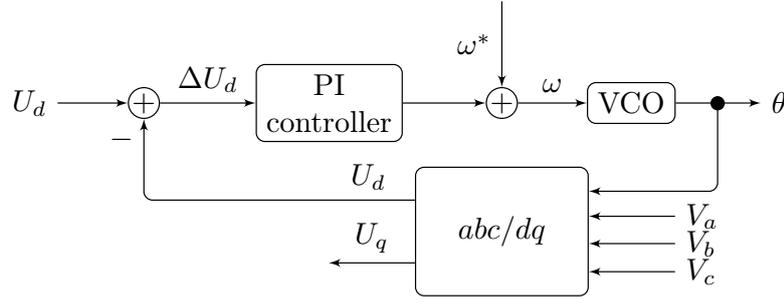 ω*
U_d
+
ΔU_d
PI
controller
+
ω
VCO
θ
−
U_d
abc/dq
V_a
V_b
V_c
U_q